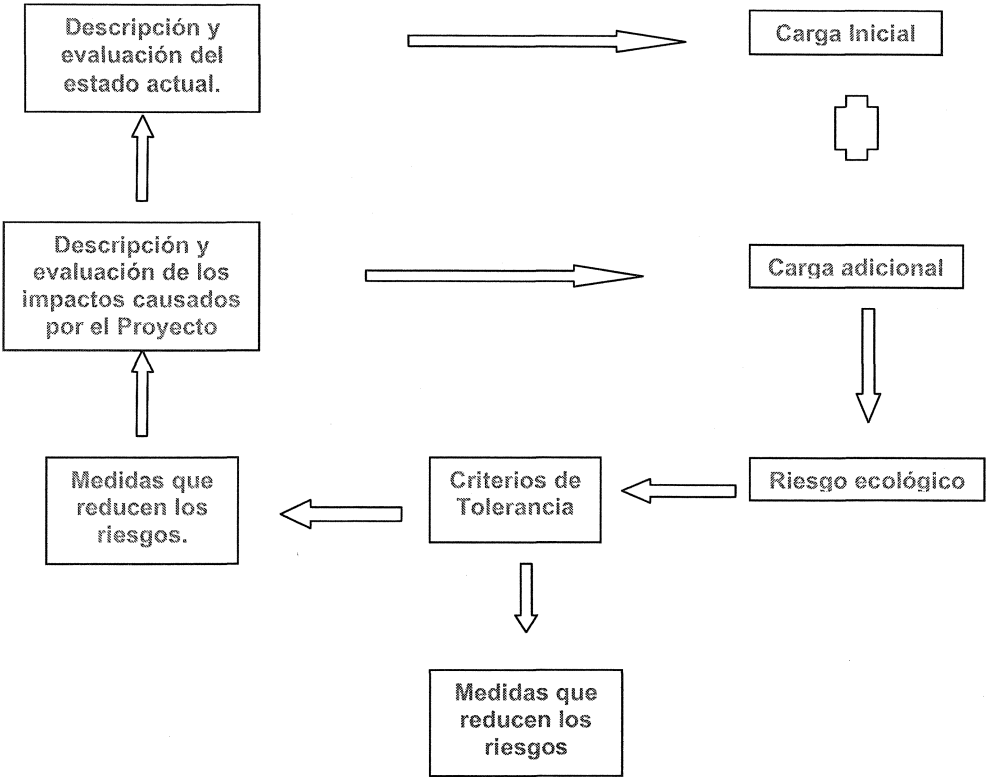 Descripción y
evaluación del
estado actual.
Carga Inicial
Descripción y
evaluación de los
impactos causados
por el Proyecto
Carga adicional
Medidas que
reducen los
riesgos.
Criterios de
Tolerancia
Riesgo ecológico
Medidas que
reducen los
riesgos